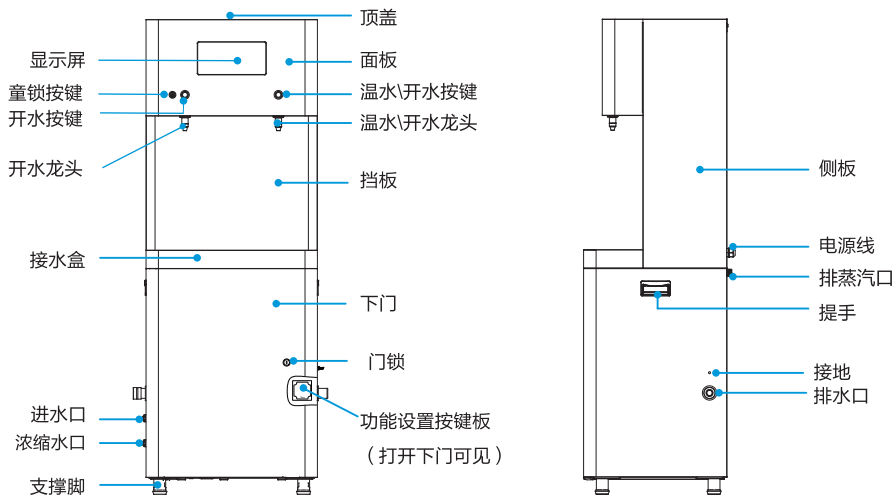 顶盖
显示屏
面板
童锁按键
温水\开水按键
开水按键
温水\开水龙头
开水龙头
挡板
侧板
接水盒
电源线
排蒸汽口
下门
提手
门锁
接地
排水口
进水口
功能设置按键板
浓缩水口
（打开下门可见）
支撑脚